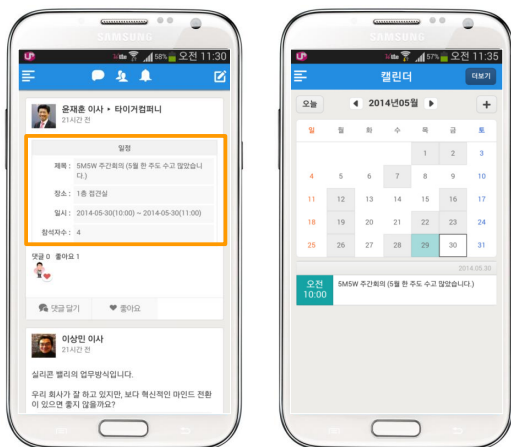 SAMSUNG
58% 오전 11:30
윤재훈 이사 • 타이거컴퍼니
21시간 전
일정
제목 : 5M5W 주간회의 (5월 한 주도 수고 많았습니
다.)
장소 : 1층 접견실
일시 : 2014-05-30(10:00) ~ 2014-05-30(11:00)
참석자수 : 4
댓글 0 좋아요 1
댓글 달기 좋아요
이상민 이사
21시간 전
실리콘 밸리의 업무방식입니다.
우리 회사가 잘 하고 있지만, 보다 혁신적인 마인드 전환
이 있으면 좋지 않을까요?
SAMSUNG
57% 오전 11:35
캘린더 더보기
오늘 2014년05월 +
일 월 화 수 목 금 토
1 2 3
4 5 6 7 8 9 10
11 12 13 14 15 16 17
18 19 20 21 22 23 24
25 26 27 28 29 30 31
2014.05.30
오전
10:00
5M5W 주간회의 (5월 한 주도 수고 많았습니다.)